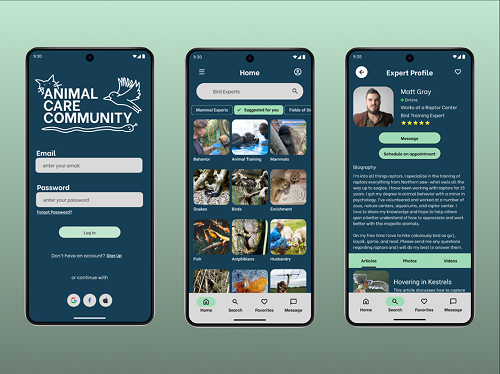 9:30
ANIMAL
CARE
COMMUNITY
Email
enter your email
Password
enter your password
Forgot Password?
Log in
Don't have an account? Sign Up
or continue with
9:30
Home
Bird Experts
Mammal Experts
Suggested for you
Fields of St
Behavior
Animal Training
Mammals
Snakes
Birds
Enrichment
Fish
Amphibians
Husbandry
Home
Search
Favorites
Message
9:30
Expert Profile
Matt Gray
OnLine
Works at a Raptor Center
Bird Training Expert
Message
Schedule an appointment
Biography
I'm into all things raptors. I specialize in the training of
raptors everything from Northern saw-whet owls all the
way up to eagles. I have been working with raptors for 15
years. I got my degree in animal behavior with a minor in
psychology. I've volunteered and worked at a number of
zoos, nature centers, aquariums, and raptor center. I
love to share my knowledge and hope to help others
gain a better understanding of how to appreciate and work
better with this majestic animals.
On my free time I love to hike (obviously bird as go),
kayak, game, and read. Please send me any questions
regarding raptors and I will do my best to answer them.
Articles
Photos
Videos
Hovering in Kestrels
This article discusses how to capture
Home
Search
Favorites
Message